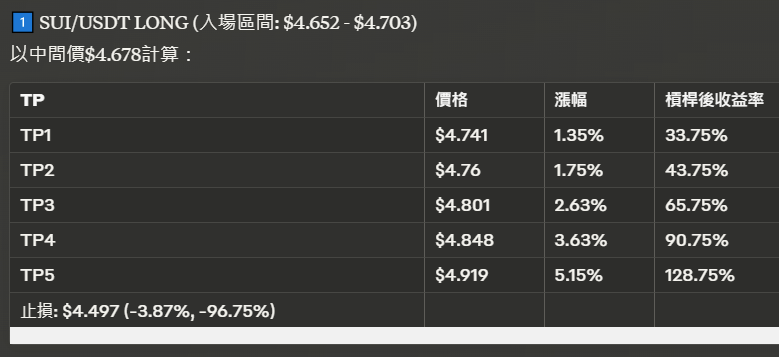 1 SUI/USDT LONG (入場區間: $4.652 - $4.703)
以中間價$4.678計算：
TP 價格 漲幅 槓桿後收益率
TP1 $4.741 1.35% 33.75%
TP2 $4.76 1.75% 43.75%
TP3 $4.801 2.63% 65.75%
TP4 $4.848 3.63% 90.75%
TP5 $4.919 5.15% 128.75%
止損: $4.497 (-3.87%, -96.75%)